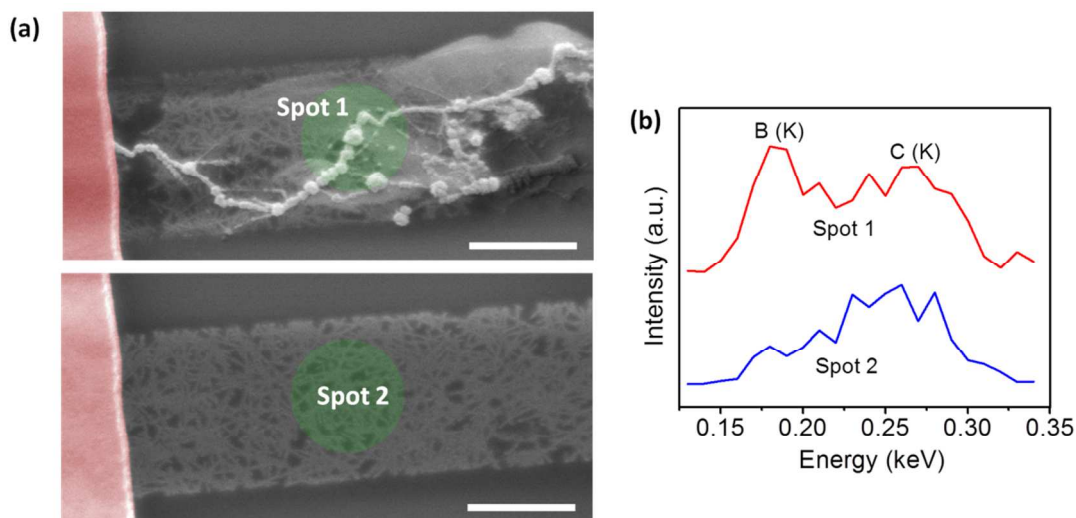 (a)
Spot 1
Spot 2
(b)
B (K)
C (K)
Spot 1
Spot 2
Intensity (a.u.)
0.15 0.20 0.25 0.30 0.35
Energy (keV)